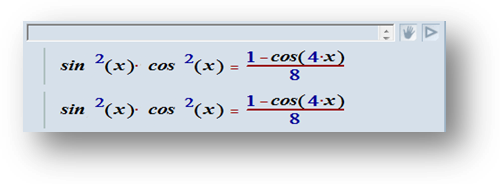 sin ²(x)· cos ²(x) = (1-cos(4·x))/8
sin ²(x)· cos ²(x) = (1-cos(4·x))/8